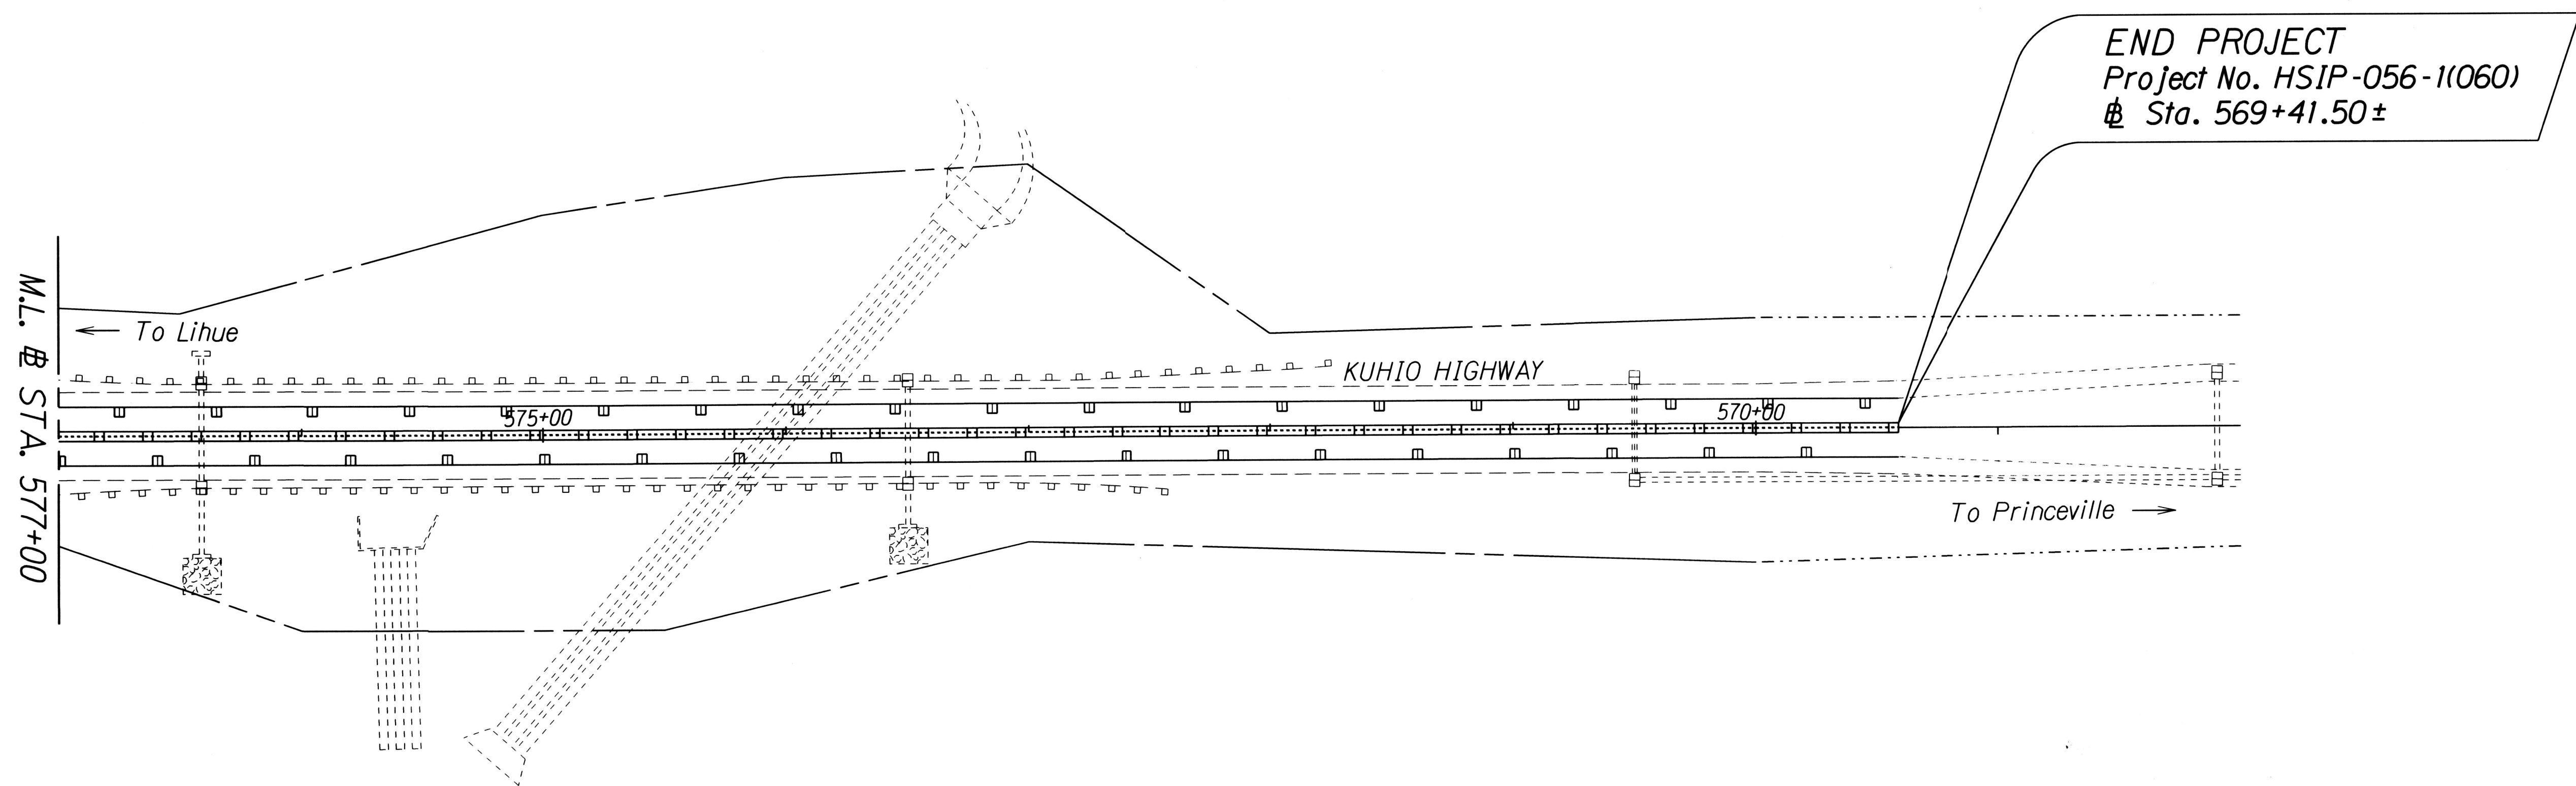 END PROJECT
Project No. HSIP-056-1(060)
℄ Sta. 569+41.50±
M.L. ℄ STA. 577+00
To Lihue
KUHIO HIGHWAY
575+00
570+00
To Princeville